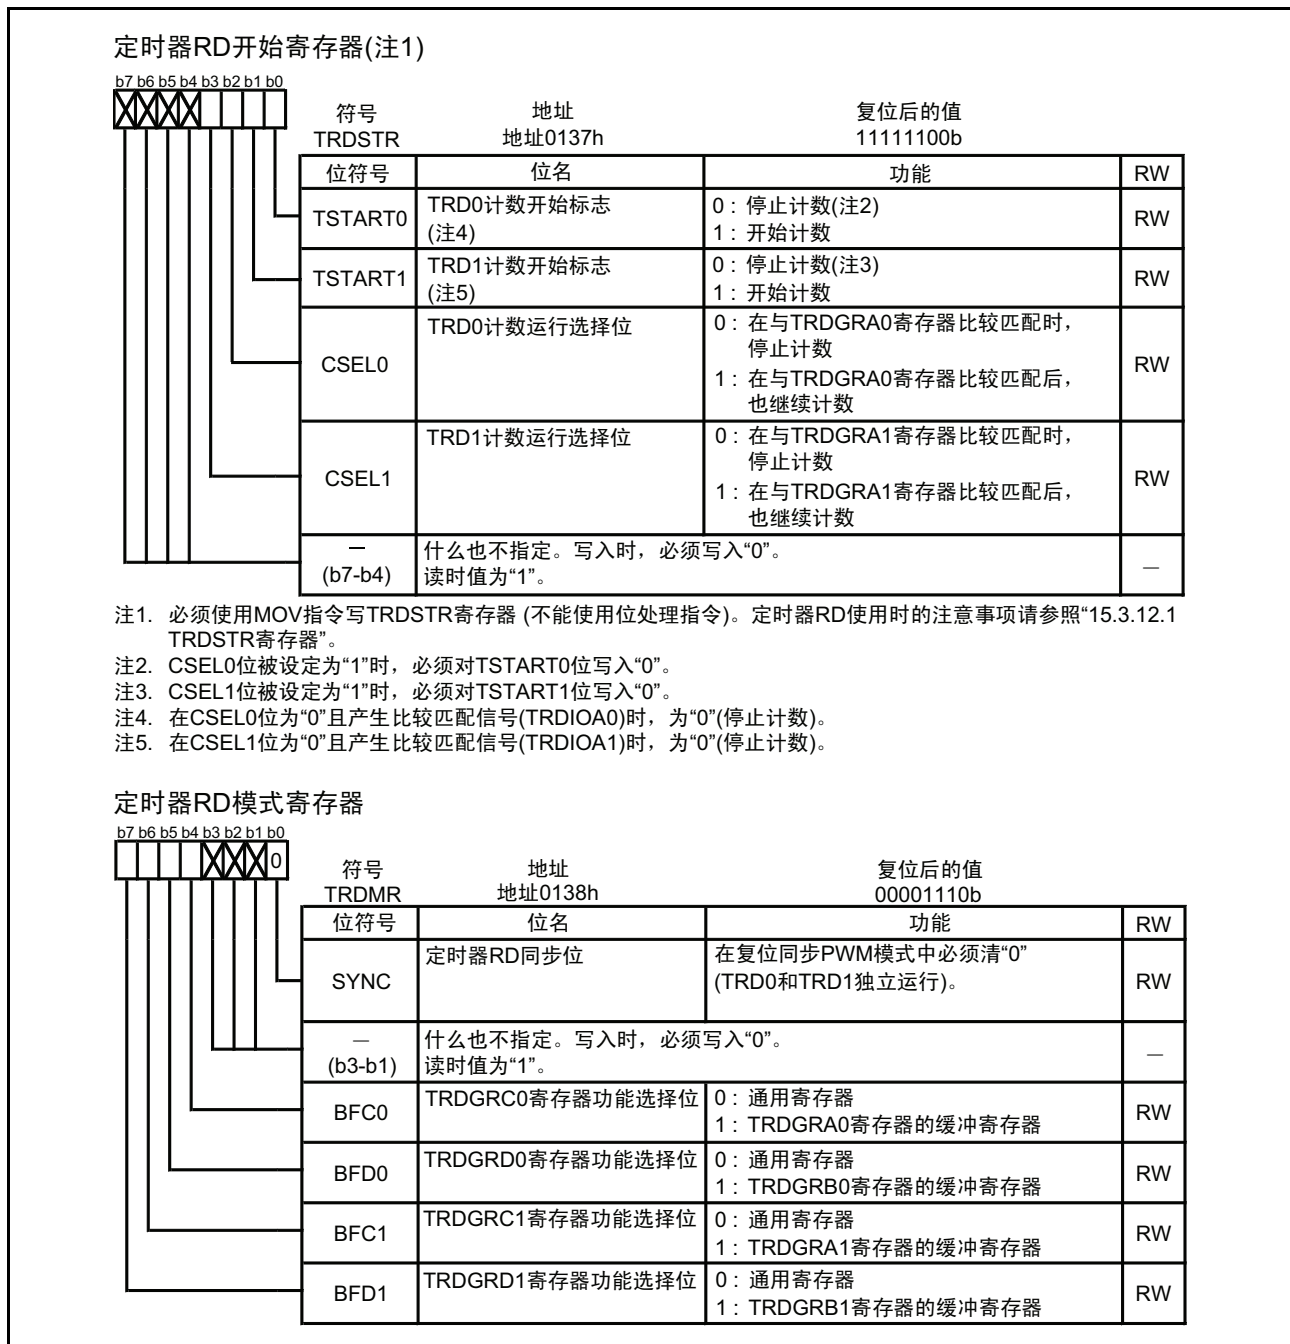 定时器RD开始寄存器(注1)
b7 b6 b5 b4 b3 b2 b1 b0
符号 地址 复位后的值
TRDSTR 地址0137h 11111100b
位符号 位名 功能 RW
TSTART0 TRD0计数开始标志 0：停止计数(注2) RW
(注4) 1：开始计数
TSTART1 TRD1计数开始标志 0：停止计数(注3) RW
(注5) 1：开始计数
CSEL0 TRD0计数运行选择位 0：在与TRDGRA0寄存器比较匹配时， RW
停止计数
1：在与TRDGRA0寄存器比较匹配后，
也继续计数
CSEL1 TRD1计数运行选择位 0：在与TRDGRA1寄存器比较匹配时， RW
停止计数
1：在与TRDGRA1寄存器比较匹配后，
也继续计数
— 什么也不指定。写入时，必须写入“0”。 —
(b7-b4) 读时值为“1”。
注1. 必须使用MOV指令写TRDSTR寄存器 (不能使用位处理指令)。定时器RD使用时的注意事项请参照“15.3.12.1
TRDSTR寄存器”。
注2. CSEL0位被设定为“1”时，必须对TSTART0位写入“0”。
注3. CSEL1位被设定为“1”时，必须对TSTART1位写入“0”。
注4. 在CSEL0位为“0”且产生比较匹配信号(TRDIOA0)时，为“0”(停止计数)。
注5. 在CSEL1位为“0”且产生比较匹配信号(TRDIOA1)时，为“0”(停止计数)。
定时器RD模式寄存器
b7 b6 b5 b4 b3 b2 b1 b0
0
符号 地址 复位后的值
TRDMR 地址0138h 00001110b
位符号 位名 功能 RW
SYNC 定时器RD同步位 在复位同步PWM模式中必须清“0” RW
(TRD0和TRD1独立运行)。
— 什么也不指定。写入时，必须写入“0”。 —
(b3-b1) 读时值为“1”。
BFC0 TRDGRC0寄存器功能选择位 0：通用寄存器 RW
1：TRDGRA0寄存器的缓冲寄存器
BFD0 TRDGRD0寄存器功能选择位 0：通用寄存器 RW
1：TRDGRB0寄存器的缓冲寄存器
BFC1 TRDGRC1寄存器功能选择位 0：通用寄存器 RW
1：TRDGRA1寄存器的缓冲寄存器
BFD1 TRDGRD1寄存器功能选择位 0：通用寄存器 RW
1：TRDGRB1寄存器的缓冲寄存器